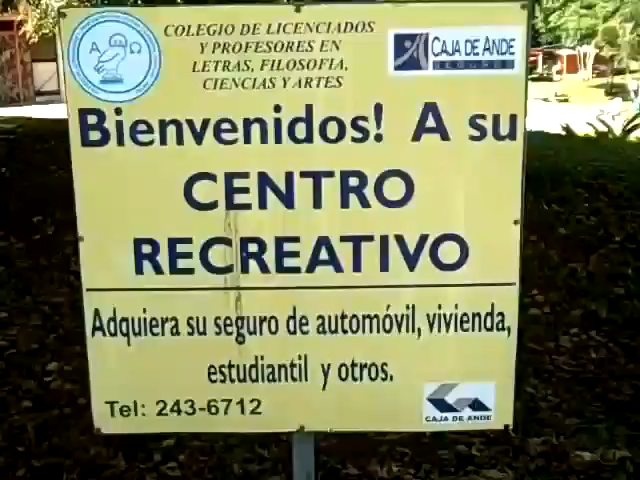 COLEGIO DE LICENCIADOS
Y PROFESORES EN
LETRAS, FILOSOFIA,
CIENCIAS Y ARTES
A Ω
CAJA DE ANDE
SEGUROS
Bienvenidos! A su
CENTRO
RECREATIVO
Adquiera su seguro de automóvil, vivienda,
estudiantil y otros.
Tel: 243-6712
CAJA DE ANDE